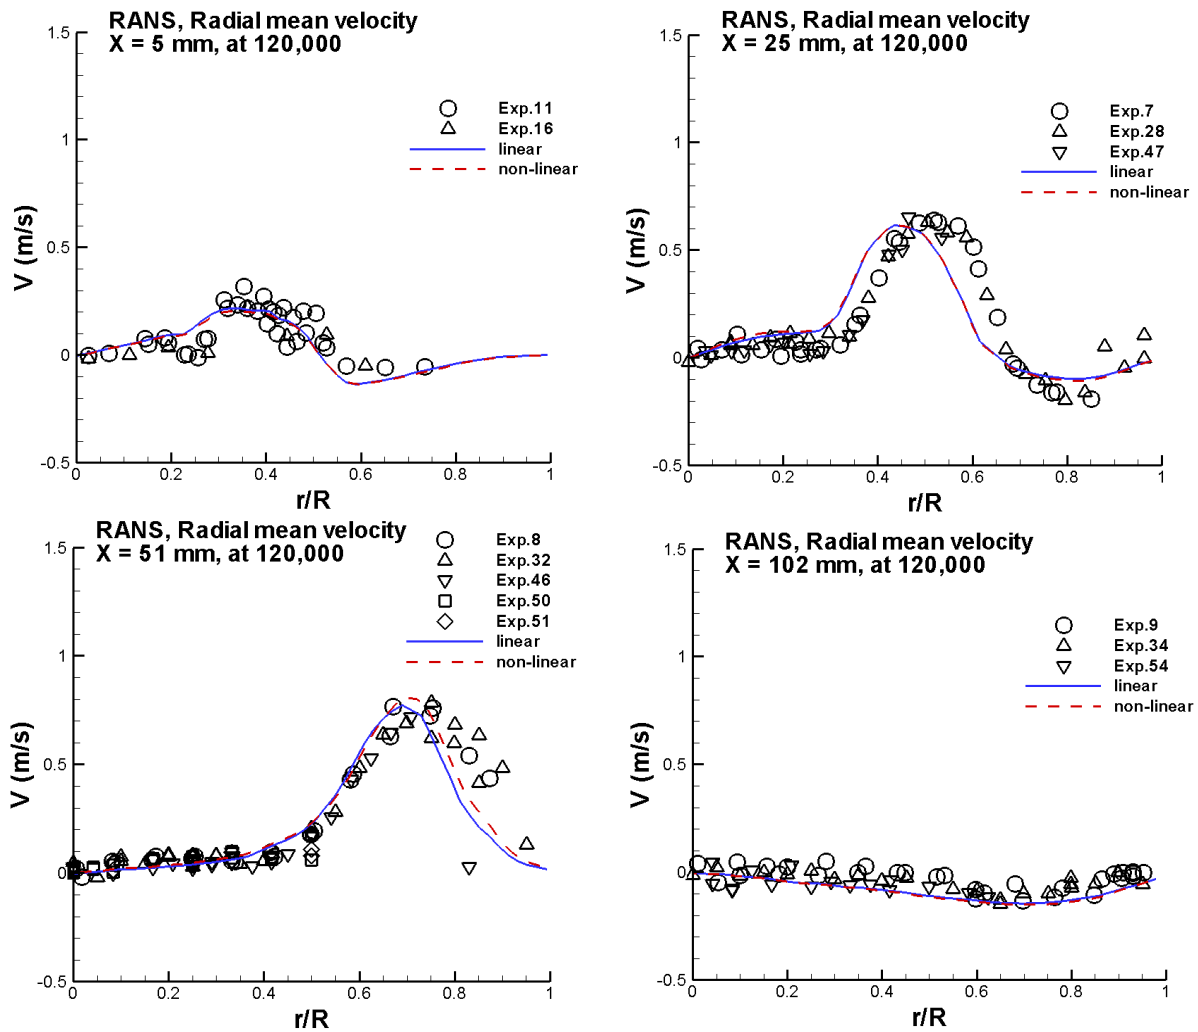 RANS, Radial mean velocity
X = 5 mm, at 120,000
Exp.11
Exp.16
linear
non-linear
1.5
1
0.5
0
-0.5
V (m/s)
0
0.2
0.4
0.6
0.8
1
r/R
RANS, Radial mean velocity
X = 25 mm, at 120,000
Exp.7
Exp.28
Exp.47
linear
non-linear
1.5
1
0.5
0
-0.5
V (m/s)
0
0.2
0.4
0.6
0.8
1
r/R
RANS, Radial mean velocity
X = 51 mm, at 120,000
Exp.8
Exp.32
Exp.46
Exp.50
Exp.51
linear
non-linear
1.5
1
0.5
0
-0.5
V (m/s)
0
0.2
0.4
0.6
0.8
1
r/R
RANS, Radial mean velocity
X = 102 mm, at 120,000
Exp.9
Exp.34
Exp.54
linear
non-linear
1.5
1
0.5
0
-0.5
V (m/s)
0
0.2
0.4
0.6
0.8
1
r/R